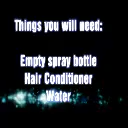 Things you will need:
Empty spray bottle
Hair Conditioner
Water